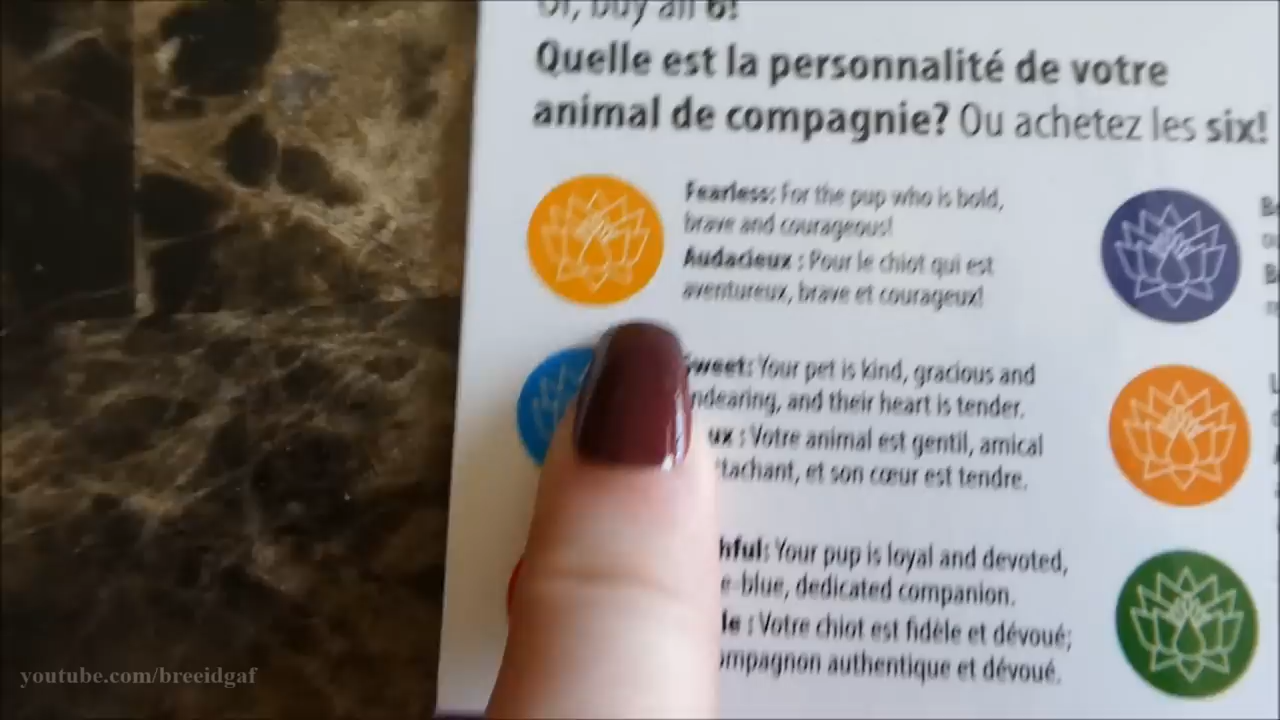 Or, buy all 6!
Quelle est la personnalité de votre
animal de compagnie? Ou achetez les six!
Fearless: For the pup who is bold,
brave and courageous!
Audacieux : Pour le chiot qui est
aventureux, brave et courageux!
Sweet: Your pet is kind, gracious and
ndearing, and their heart is tender.
ux : Votre animal est gentil, amical
ttachant, et son cœur est tendre.
hful: Your pup is loyal and devoted,
e-blue, dedicated companion.
le : Votre chiot est fidèle et dévoué;
ompagnon authentique et dévoué.
youtube.com/breeidgaf